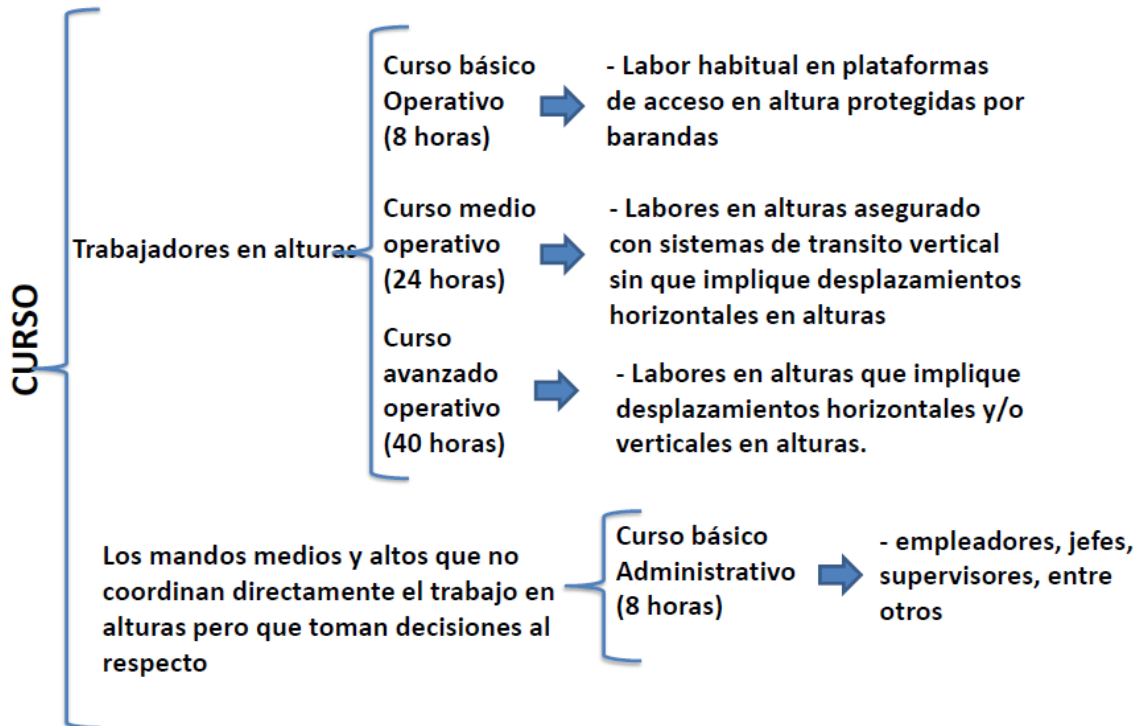 CURSO
Trabajadores en alturas
Curso básico
Operativo
(8 horas)
- Labor habitual en plataformas
de acceso en altura protegidas por
barandas
Curso medio
operativo
(24 horas)
- Labores en alturas asegurado
con sistemas de transito vertical
sin que implique desplazamientos
horizontales en alturas
Curso
avanzado
operativo
(40 horas)
- Labores en alturas que implique
desplazamientos horizontales y/o
verticales en alturas.
Los mandos medios y altos que no
coordinan directamente el trabajo en
alturas pero que toman decisiones al
respecto
Curso básico
Administrativo
(8 horas)
- empleadores, jefes,
supervisores, entre
otros